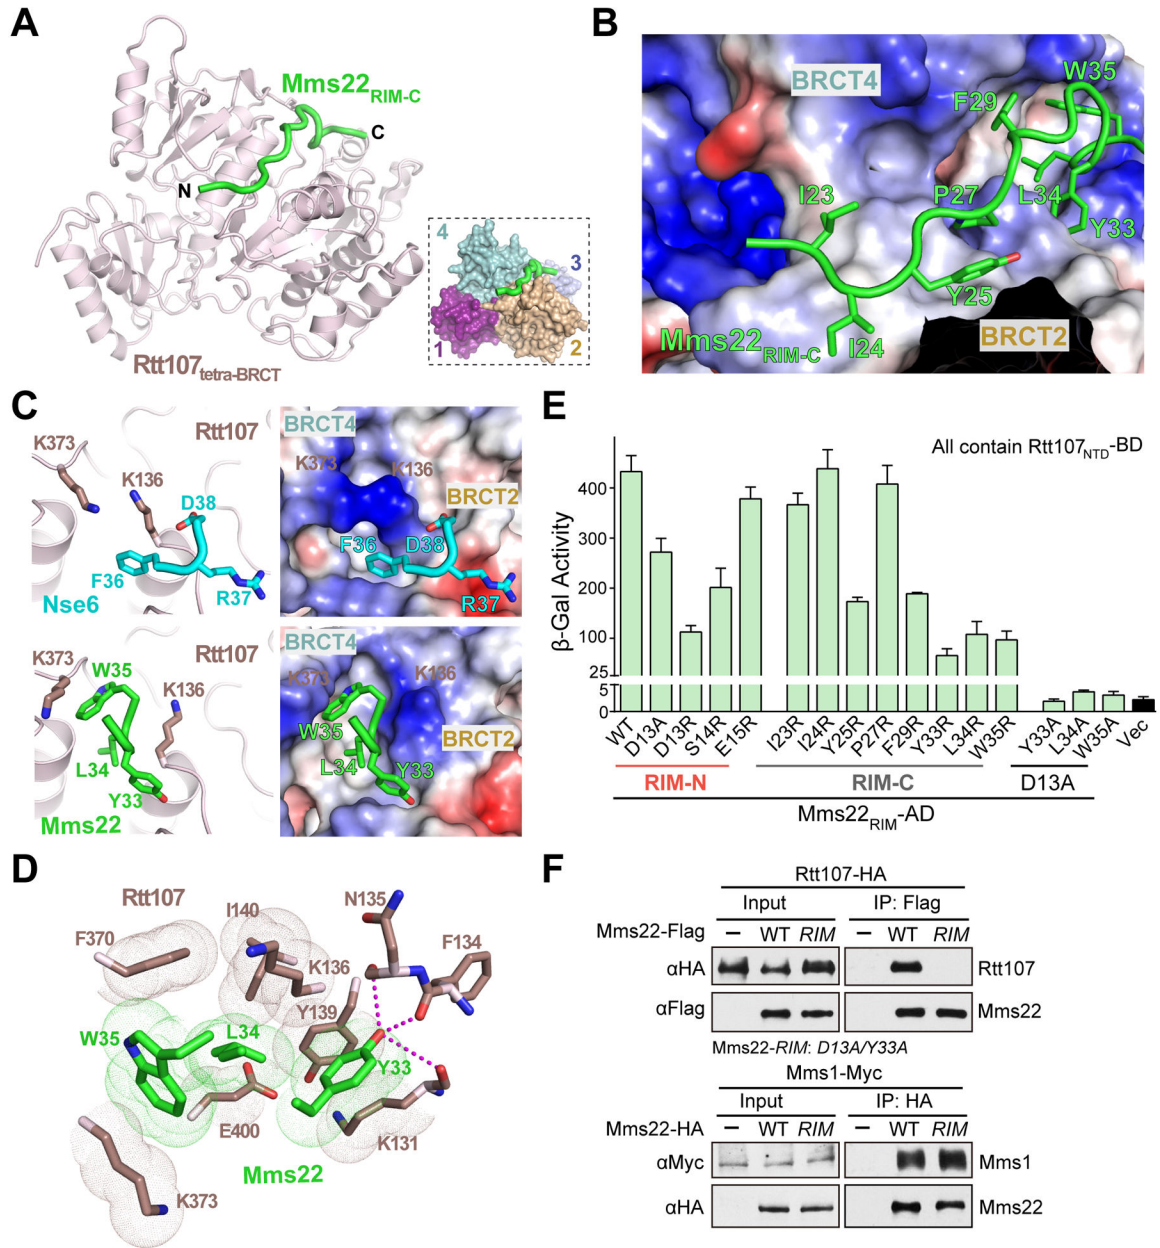 A
Mms22RIM-C
C
N
Rtt107tetra-BRCT
4
3
1
2
B
BRCT4
W35
F29
I23
P27
L34
Y33
Y25
Mms22RIM-C
I24
BRCT2
C
K373
Rtt107
K136
D38
F36
R37
Nse6
BRCT4
K373
K136
BRCT2
F36
D38
R37
K373
Rtt107
W35
K136
L34
Y33
Mms22
BRCT4
K373
K136
W35
BRCT2
L34
Y33
D
Rtt107
I140
N135
F370
K136
F134
Y139
W35
L34
Y33
E400
K131
Mms22
K373
E
All contain Rtt107NTD-BD
β-Gal Activity
400
300
200
100
25
5
0
WT
D13A
D13R
S14R
E15R
I23R
I24R
Y25R
P27R
F29R
Y33R
L34R
W35R
Y33A
L34A
W35A
Vec
RIM-N
RIM-C
D13A
Mms22RIM-AD
F
Rtt107-HA
Input
IP: Flag
Mms22-Flag – WT RIM – WT RIM
αHA
Rtt107
αFlag
Mms22
Mms22-RIM: D13A/Y33A
Mms1-Myc
Input
IP: HA
Mms22-HA – WT RIM – WT RIM
αMyc
Mms1
αHA
Mms22